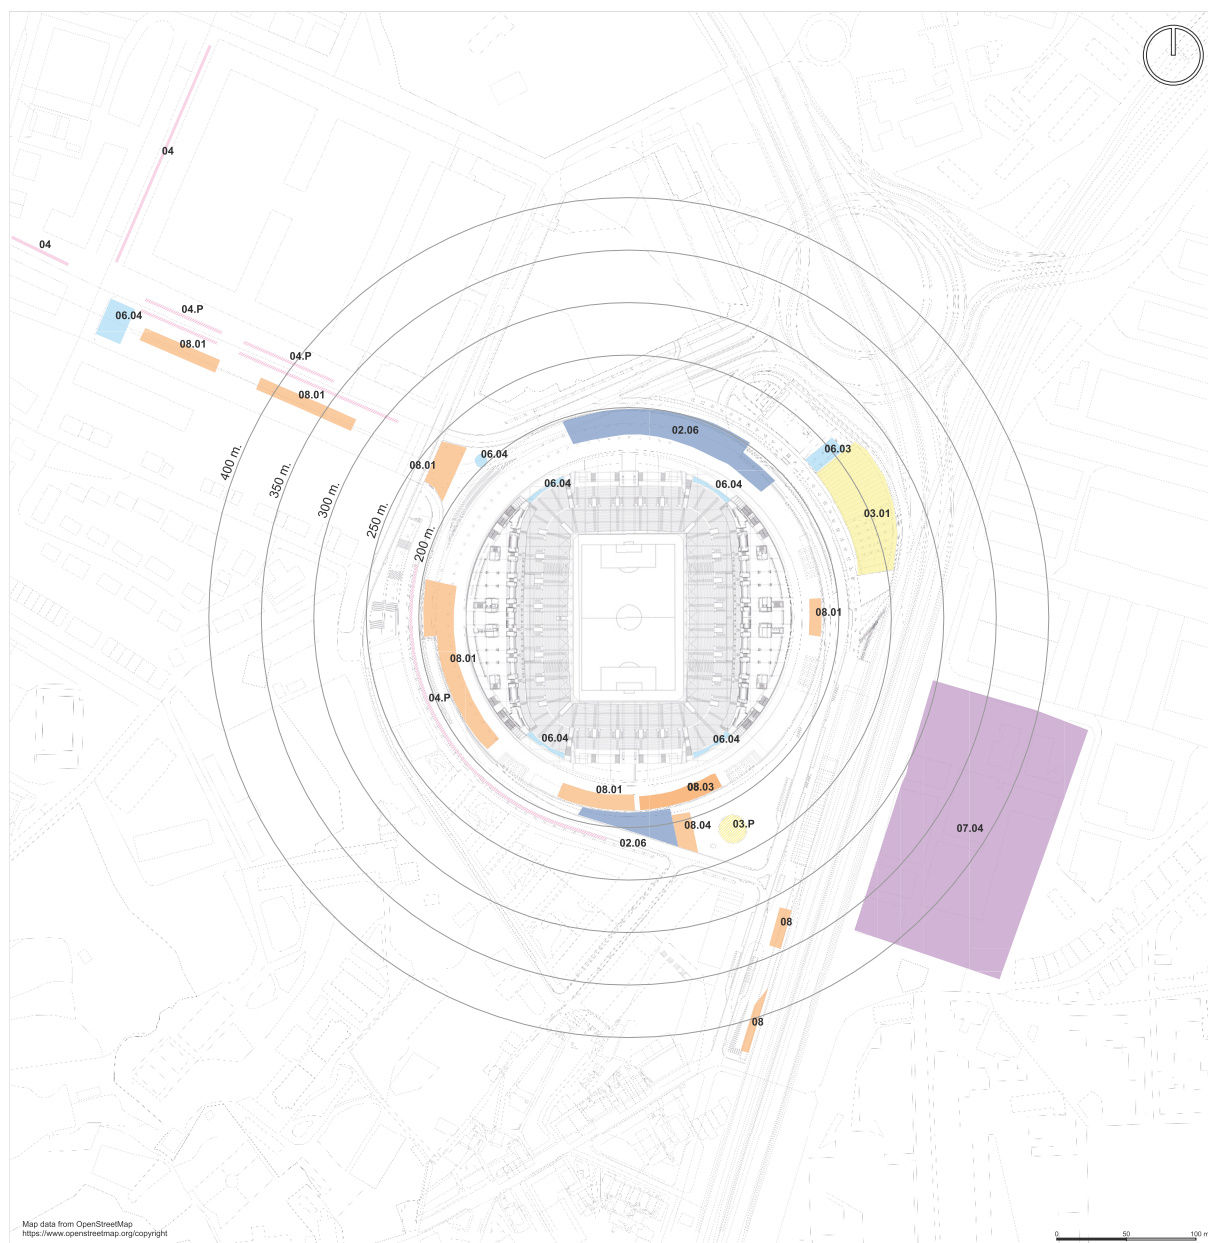 04
04
04.P
06.04
08.01
04.P
08.01
02.06
06.03
400 m.
350 m.
300 m.
250 m.
200 m.
08.01
06.04
06.04
06.04
03.01
08.01
08.01
04.P
06.04
06.04
08.01
08.03
08.04
03.P
02.06
07.04
08
08
Map data from OpenStreetMap
https://www.openstreetmap.org/copyright
0 50 100 m